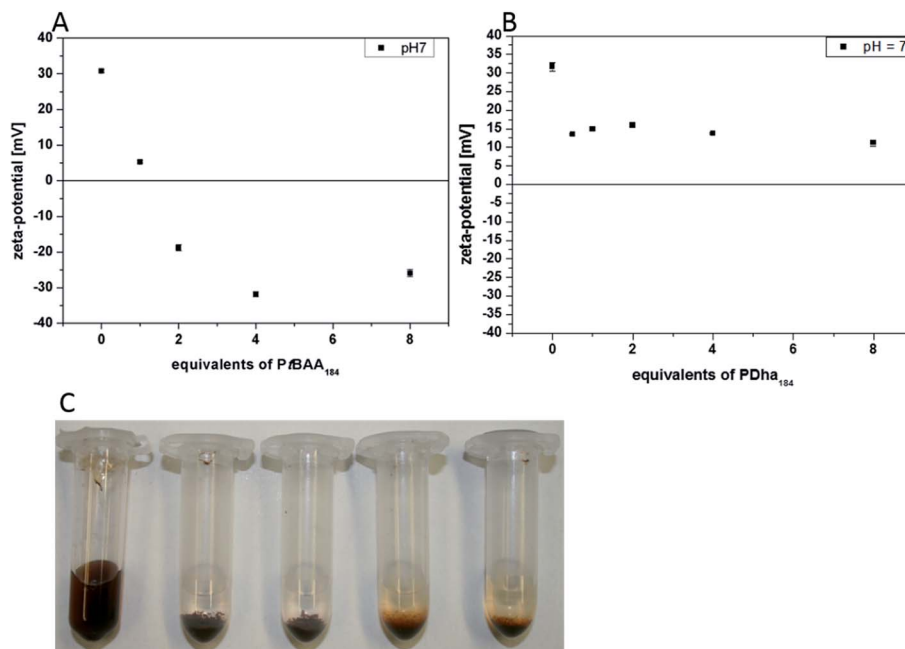 A
B
40
30
20
10
0
-10
-20
-30
-40
zeta-potential [mV]
pH7
0 2 4 6 8
equivalents of PtBAA184
40
35
30
25
20
15
10
5
0
-5
-10
-15
-20
-25
-30
-35
-40
zeta-potential [mV]
pH = 7
0 2 4 6 8
equivalents of PDha184
C